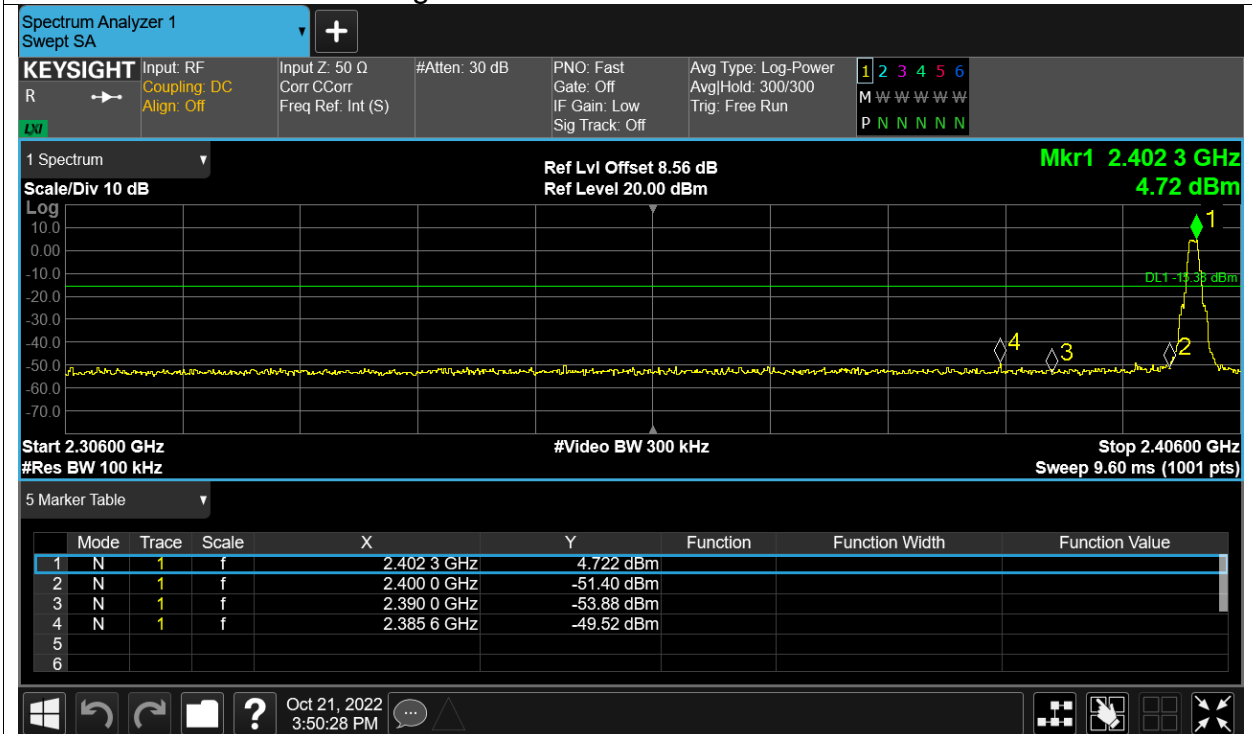 Spectrum Analyzer 1
Swept SA
+
KEYSIGHT Input: RF Input Z: 50 Ω #Atten: 30 dB PNO: Fast Avg Type: Log-Power 1 2 3 4 5 6
R Coupling: DC Corr CCorr Gate: Off Avg|Hold: 300/300 M W W W W W
Align: Off Freq Ref: Int (S) IF Gain: Low Trig: Free Run
LXI Sig Track: Off P N N N N N
1 Spectrum Ref Lvl Offset 8.56 dB Mkr1 2.402 3 GHz
Scale/Div 10 dB Ref Level 20.00 dBm 4.72 dBm
Log
1
10.0
0.00
-10.0
DL1 -15.38 dBm
-20.0
-30.0
-40.0
4 3 2
-50.0
-60.0
-70.0
Start 2.30600 GHz #Video BW 300 kHz Stop 2.40600 GHz
#Res BW 100 kHz Sweep 9.60 ms (1001 pts)
5 Marker Table
Mode Trace Scale X Y Function Function Width Function Value
1 N 1 f 2.402 3 GHz 4.722 dBm
2 N 1 f 2.400 0 GHz -51.40 dBm
3 N 1 f 2.390 0 GHz -53.88 dBm
4 N 1 f 2.385 6 GHz -49.52 dBm
5
6
? Oct 21, 2022
3:50:28 PM